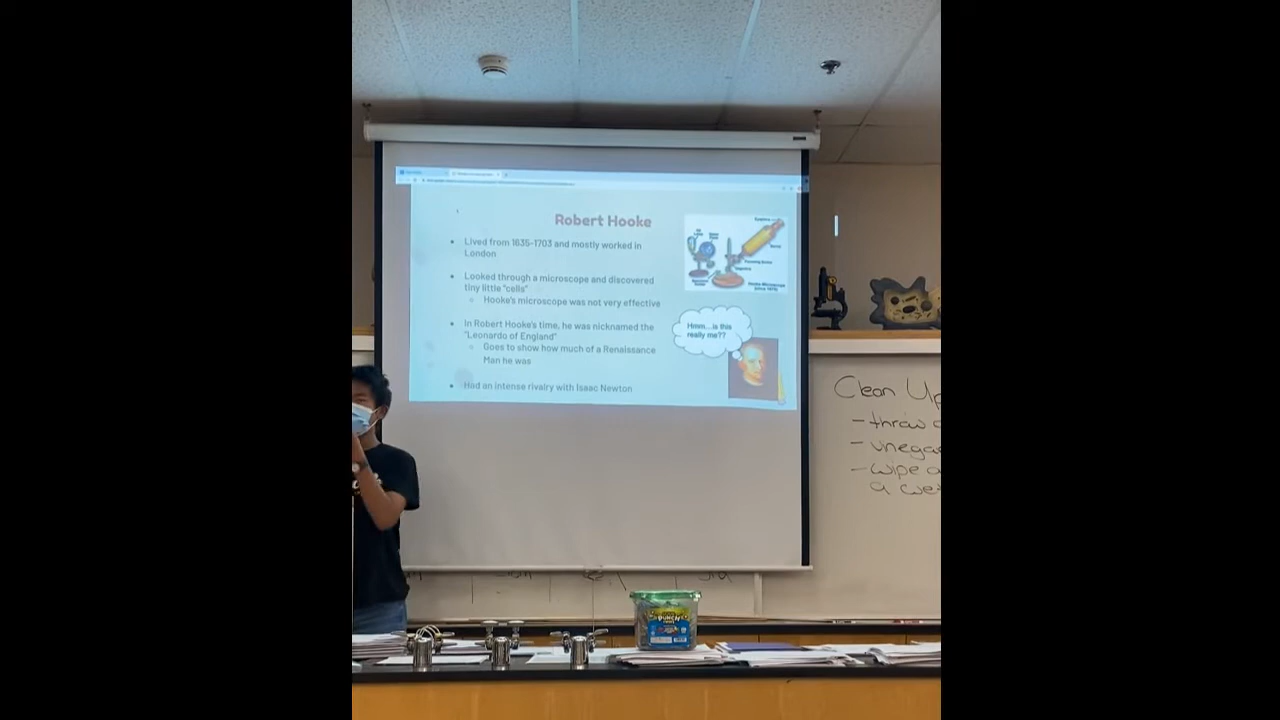 Robert Hooke
Lived from 1635-1703 and mostly worked in
London
Looked through a microscope and discovered
tiny little "cells"
Hooke's microscope was not very effective
In Robert Hooke's time, he was nicknamed the
"Leonardo of England"
Goes to show how much of a Renaissance
Man he was
Had an intense rivalry with Isaac Newton
Hooke Microscope
Hmm...is this
really me??
Clean Up
- throw
- vinega
- wipe a
a we
PUNCH